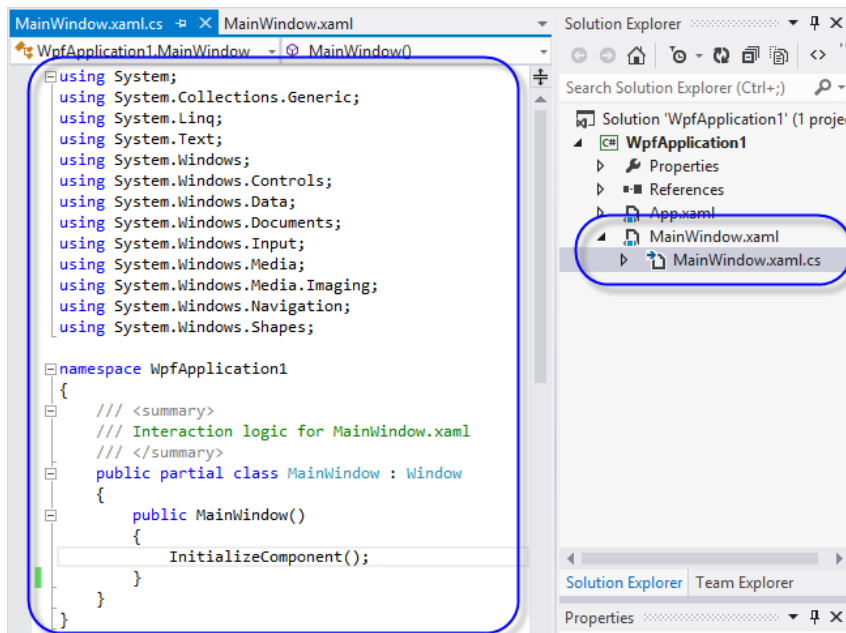 MainWindow.xaml.cs MainWindow.xaml
WpfApplication1.MainWindow MainWindow()
using System;
using System.Collections.Generic;
using System.Linq;
using System.Text;
using System.Windows;
using System.Windows.Controls;
using System.Windows.Data;
using System.Windows.Documents;
using System.Windows.Input;
using System.Windows.Media;
using System.Windows.Media.Imaging;
using System.Windows.Navigation;
using System.Windows.Shapes;
namespace WpfApplication1
{
/// <summary>
/// Interaction logic for MainWindow.xaml
/// </summary>
public partial class MainWindow : Window
{
public MainWindow()
{
InitializeComponent();
}
}
}
Solution Explorer
Search Solution Explorer (Ctrl+;)
Solution 'WpfApplication1' (1 projec
C# WpfApplication1
Properties
References
App.xaml
MainWindow.xaml
MainWindow.xaml.cs
Solution Explorer Team Explorer
Properties